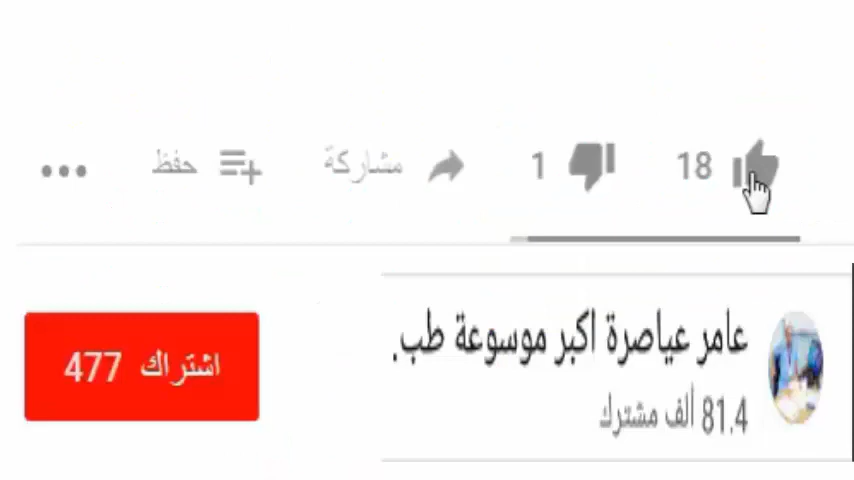 18 1 مشاركة حفظ
عامر عياصرة اكبر موسوعة طب.
81.4 ألف مشترك
اشتراك 477